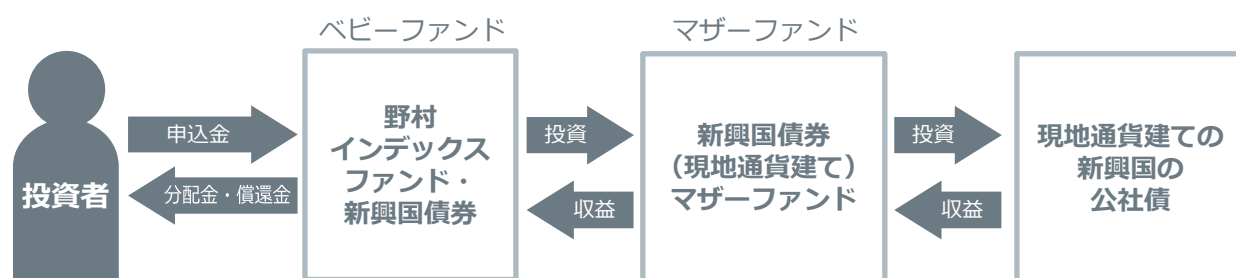 ベビーファンド
マザーファンド
投資者
申込金
分配金・償還金
野村
インデックス
ファンド・
新興国債券
投資
収益
新興国債券
（現地通貨建て）
マザーファンド
投資
収益
現地通貨建ての
新興国の
公社債